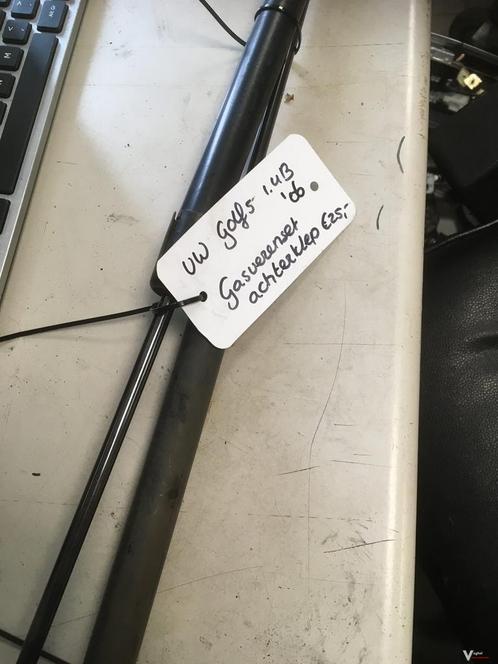 VW Golf 5 1.4B
'06
Gasverenset
achterklep €25,-